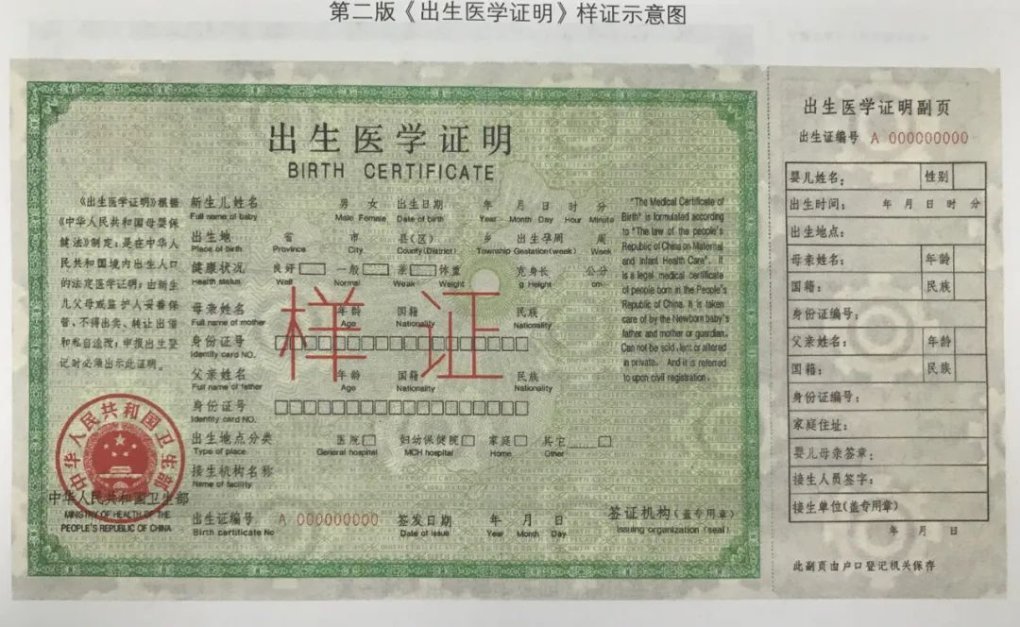 第二版《出生医学证明》样证示意图
出生医学证明
BIRTH CERTIFICATE
《出生医学证明》根据
《中华人民共和国母婴保
健法》制定，是在中华人
民共和国境内出生人口
的法定医学证明；由新生
儿父母或监护人妥善保
管，不得出卖、转让出借
和私自涂改；申报出生登
记时必须出示此证明。
新生儿姓名 男 女 出生日期 年 月 日 时 分
Full name of baby Male Female Date of birth Year Month Day Hour Minute
出生地 省 市 县(区) 乡 出生孕周 周
Place of birth Province City County(District) Township Gestation(week) Week
健康状况 良好 一般 差 体重 克 身长 公分
Health status Well Normal Weak Weight g Height cm
母亲姓名 年龄 国籍 民族
Full name of mother Age Nationality Nationality
身份证号
Identity card NO.
父亲姓名 年龄 国籍 民族
Full name of father Age Nationality Nationality
身份证号
Identity card NO.
出生地点分类 医院 妇幼保健院 家庭 其它
Type of place General hospital MCH hospital Home Other
接生机构名称
Name of facility
出生证编号 A 000000000 签发日期 年 月 日 签证机构(盖专用章)
Birth certificate No Date of issue Year Month Day Issuing organization (seal)
样 证
"The Medical Certificate of
Birth" is formulated according
to "The law of the people's
Republic of China on Maternal
and Infant Health Care". It
is a legal medical certificate
of people born in the People's
Republic of China. It is taken
care of by the Newborn baby's
father and mother or guardian.
Can not be sold, lent or altered
in private. And it is referred
to upon civil registration.
中华人民共和国卫生部
中华人民共和国卫生部
MINISTRY OF HEALTH OF THE
PEOPLE'S REPUBLIC OF CHINA
出生医学证明副页
出生证编号 A 000000000
婴儿姓名： 性别
出生时间： 年 月 日 时 分
出生地点：
母亲姓名： 年龄
国籍： 民族
身份证编号：
父亲姓名： 年龄
国籍： 民族
身份证编号：
家庭住址：
婴儿母亲签章：
接生人员签字：
接生单位(盖专用章)
年 月 日
此副页由户口登记机关保存